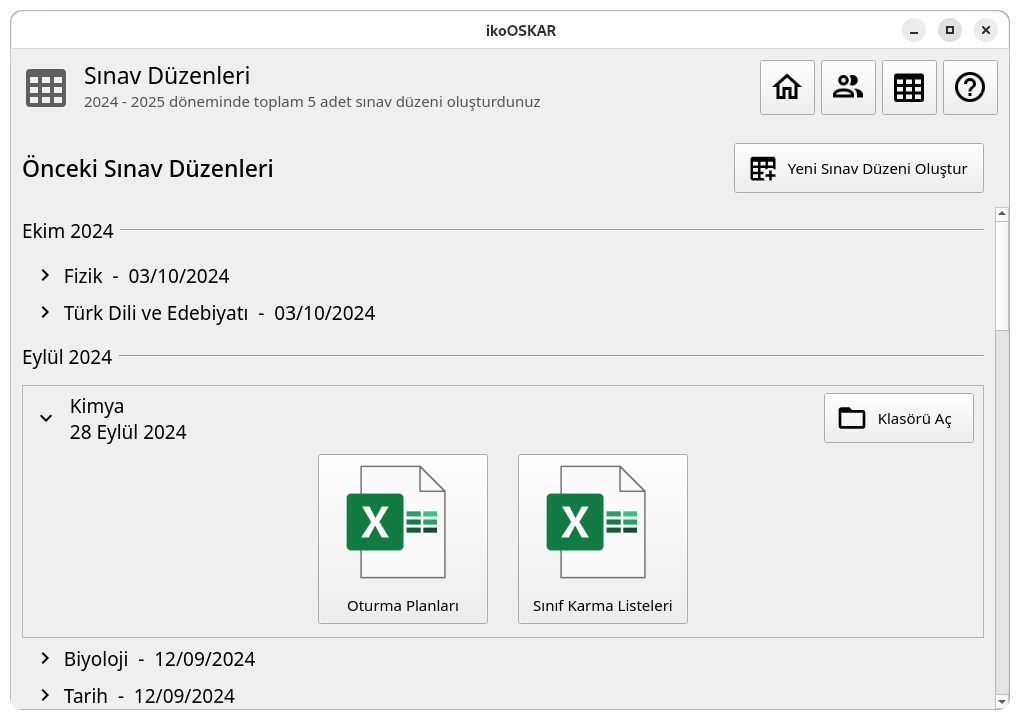 ikoOSKAR
Sınav Düzenleri
2024 - 2025 döneminde toplam 5 adet sınav düzeni oluşturdunuz
Önceki Sınav Düzenleri
Yeni Sınav Düzeni Oluştur
Ekim 2024
Fizik - 03/10/2024
Türk Dili ve Edebiyatı - 03/10/2024
Eylül 2024
Kimya
28 Eylül 2024
Klasörü Aç
X
X
Oturma Planları
Sınıf Karma Listeleri
Biyoloji - 12/09/2024
Tarih - 12/09/2024